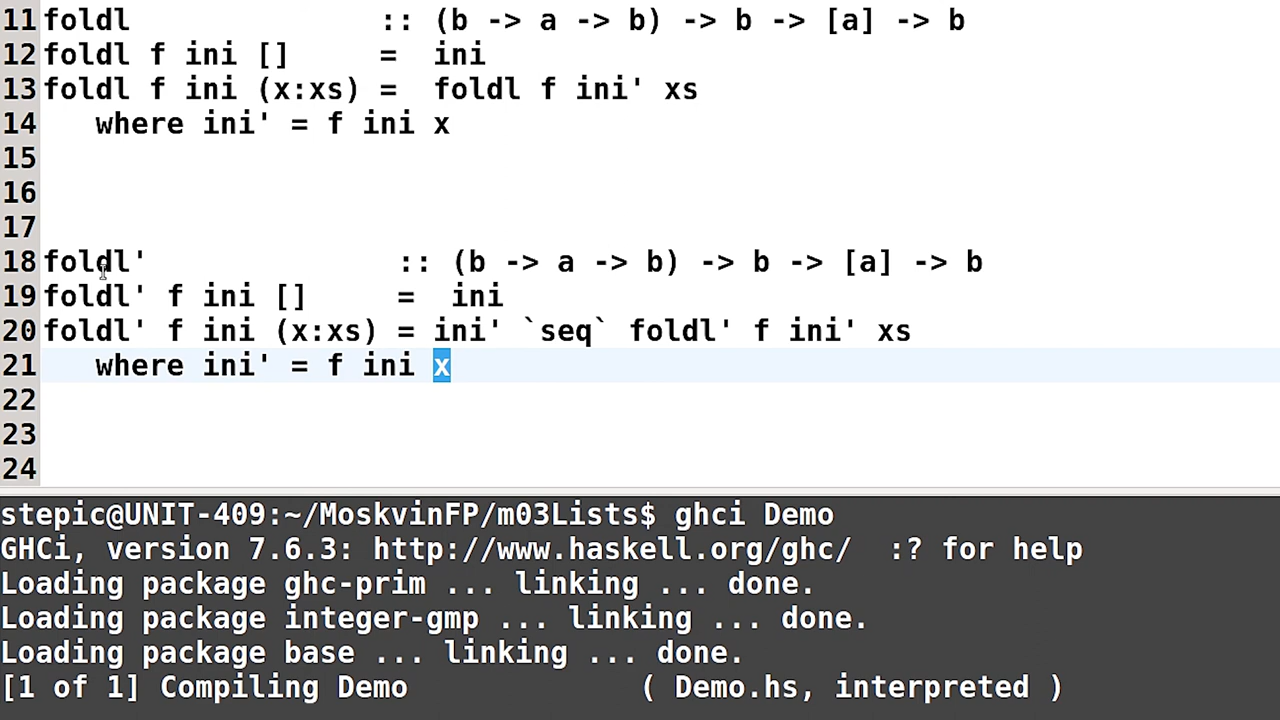 11 foldl              :: (b -> a -> b) -> b -> [a] -> b
12 foldl f ini []     =  ini
13 foldl f ini (x:xs) =  foldl f ini' xs
14    where ini' = f ini x
15
16
17
18 foldl'              :: (b -> a -> b) -> b -> [a] -> b
19 foldl' f ini []     =  ini
20 foldl' f ini (x:xs) = ini' `seq` foldl' f ini' xs
21    where ini' = f ini x
22
23
24
stepic@UNIT-409:~/MoskvinFP/m03Lists$ ghci Demo
GHCi, version 7.6.3: http://www.haskell.org/ghc/  :? for help
Loading package ghc-prim ... linking ... done.
Loading package integer-gmp ... linking ... done.
Loading package base ... linking ... done.
[1 of 1] Compiling Demo             ( Demo.hs, interpreted )